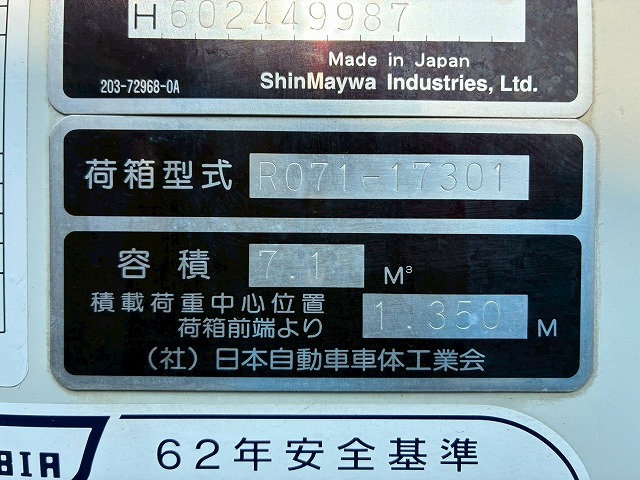 H602449987
Made in Japan
203-72968-0A
ShinMaywa Industries, Ltd.
荷箱型式 R071-17301
容積 7.1 M³
積載荷重中心位置
荷箱前端より 1.350 M
(社)日本自動車車体工業会
BIA
62年安全基準